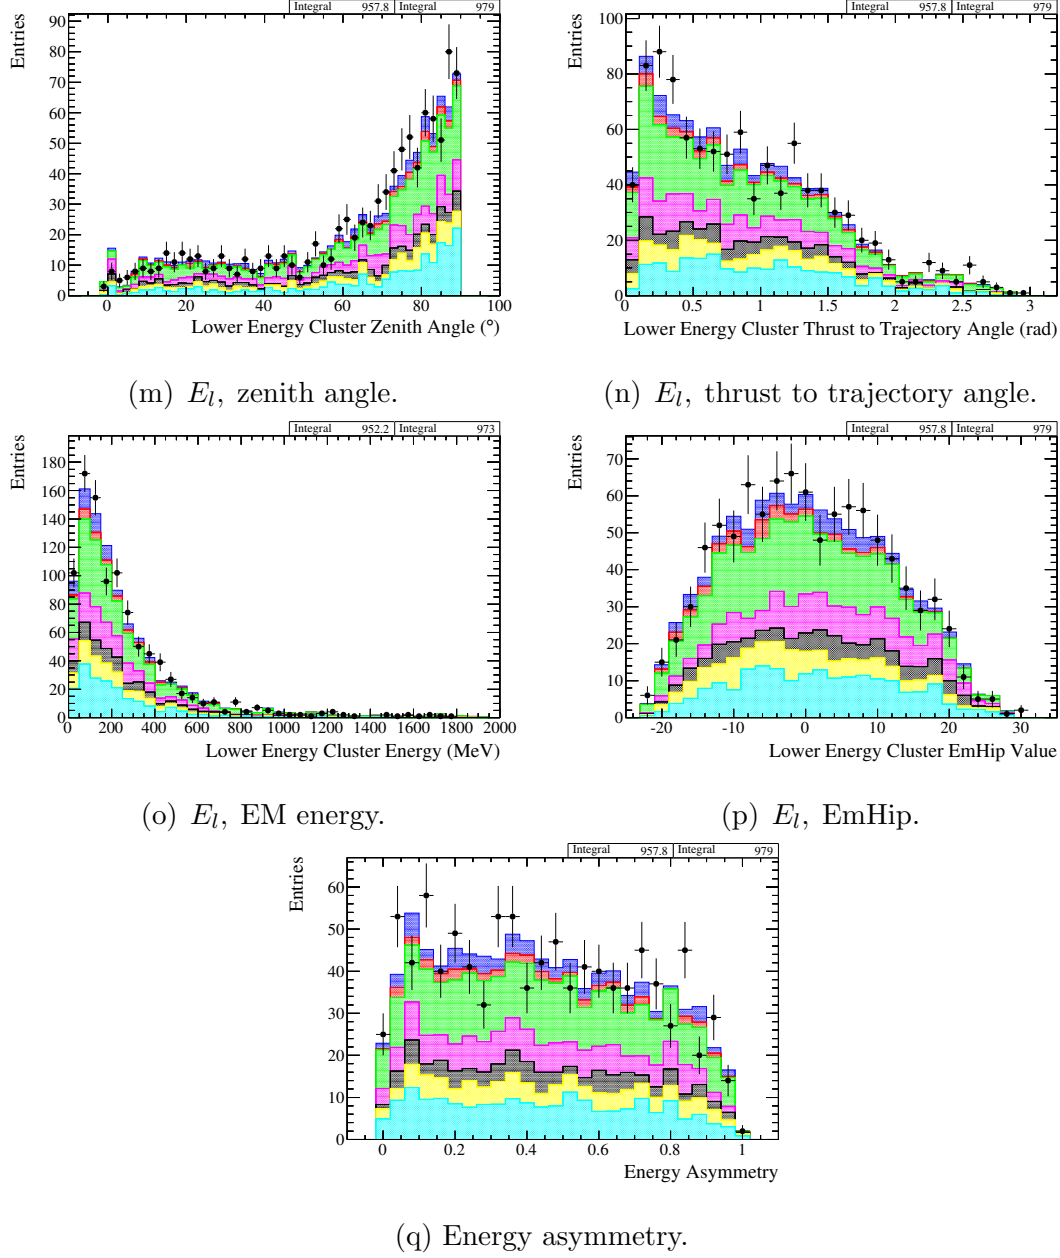 Integral 957.8 Integral 979
Entries
90
80
70
60
50
40
30
20
10
0
0 20 40 60 80 100
Lower Energy Cluster Zenith Angle (°)
(m) E_l, zenith angle.
Integral 957.8 Integral 979
Entries
100
80
60
40
20
0
0 0.5 1 1.5 2 2.5 3
Lower Energy Cluster Thrust to Trajectory Angle (rad)
(n) E_l, thrust to trajectory angle.
Integral 952.2 Integral 973
Entries
180
160
140
120
100
80
60
40
20
0
0 200 400 600 800 1000 1200 1400 1600 1800 2000
Lower Energy Cluster Energy (MeV)
(o) E_l, EM energy.
Integral 957.8 Integral 979
Entries
70
60
50
40
30
20
10
0
-20 -10 0 10 20 30
Lower Energy Cluster EmHip Value
(p) E_l, EmHip.
Integral 957.8 Integral 979
Entries
60
50
40
30
20
10
0
0 0.2 0.4 0.6 0.8 1
Energy Asymmetry
(q) Energy asymmetry.